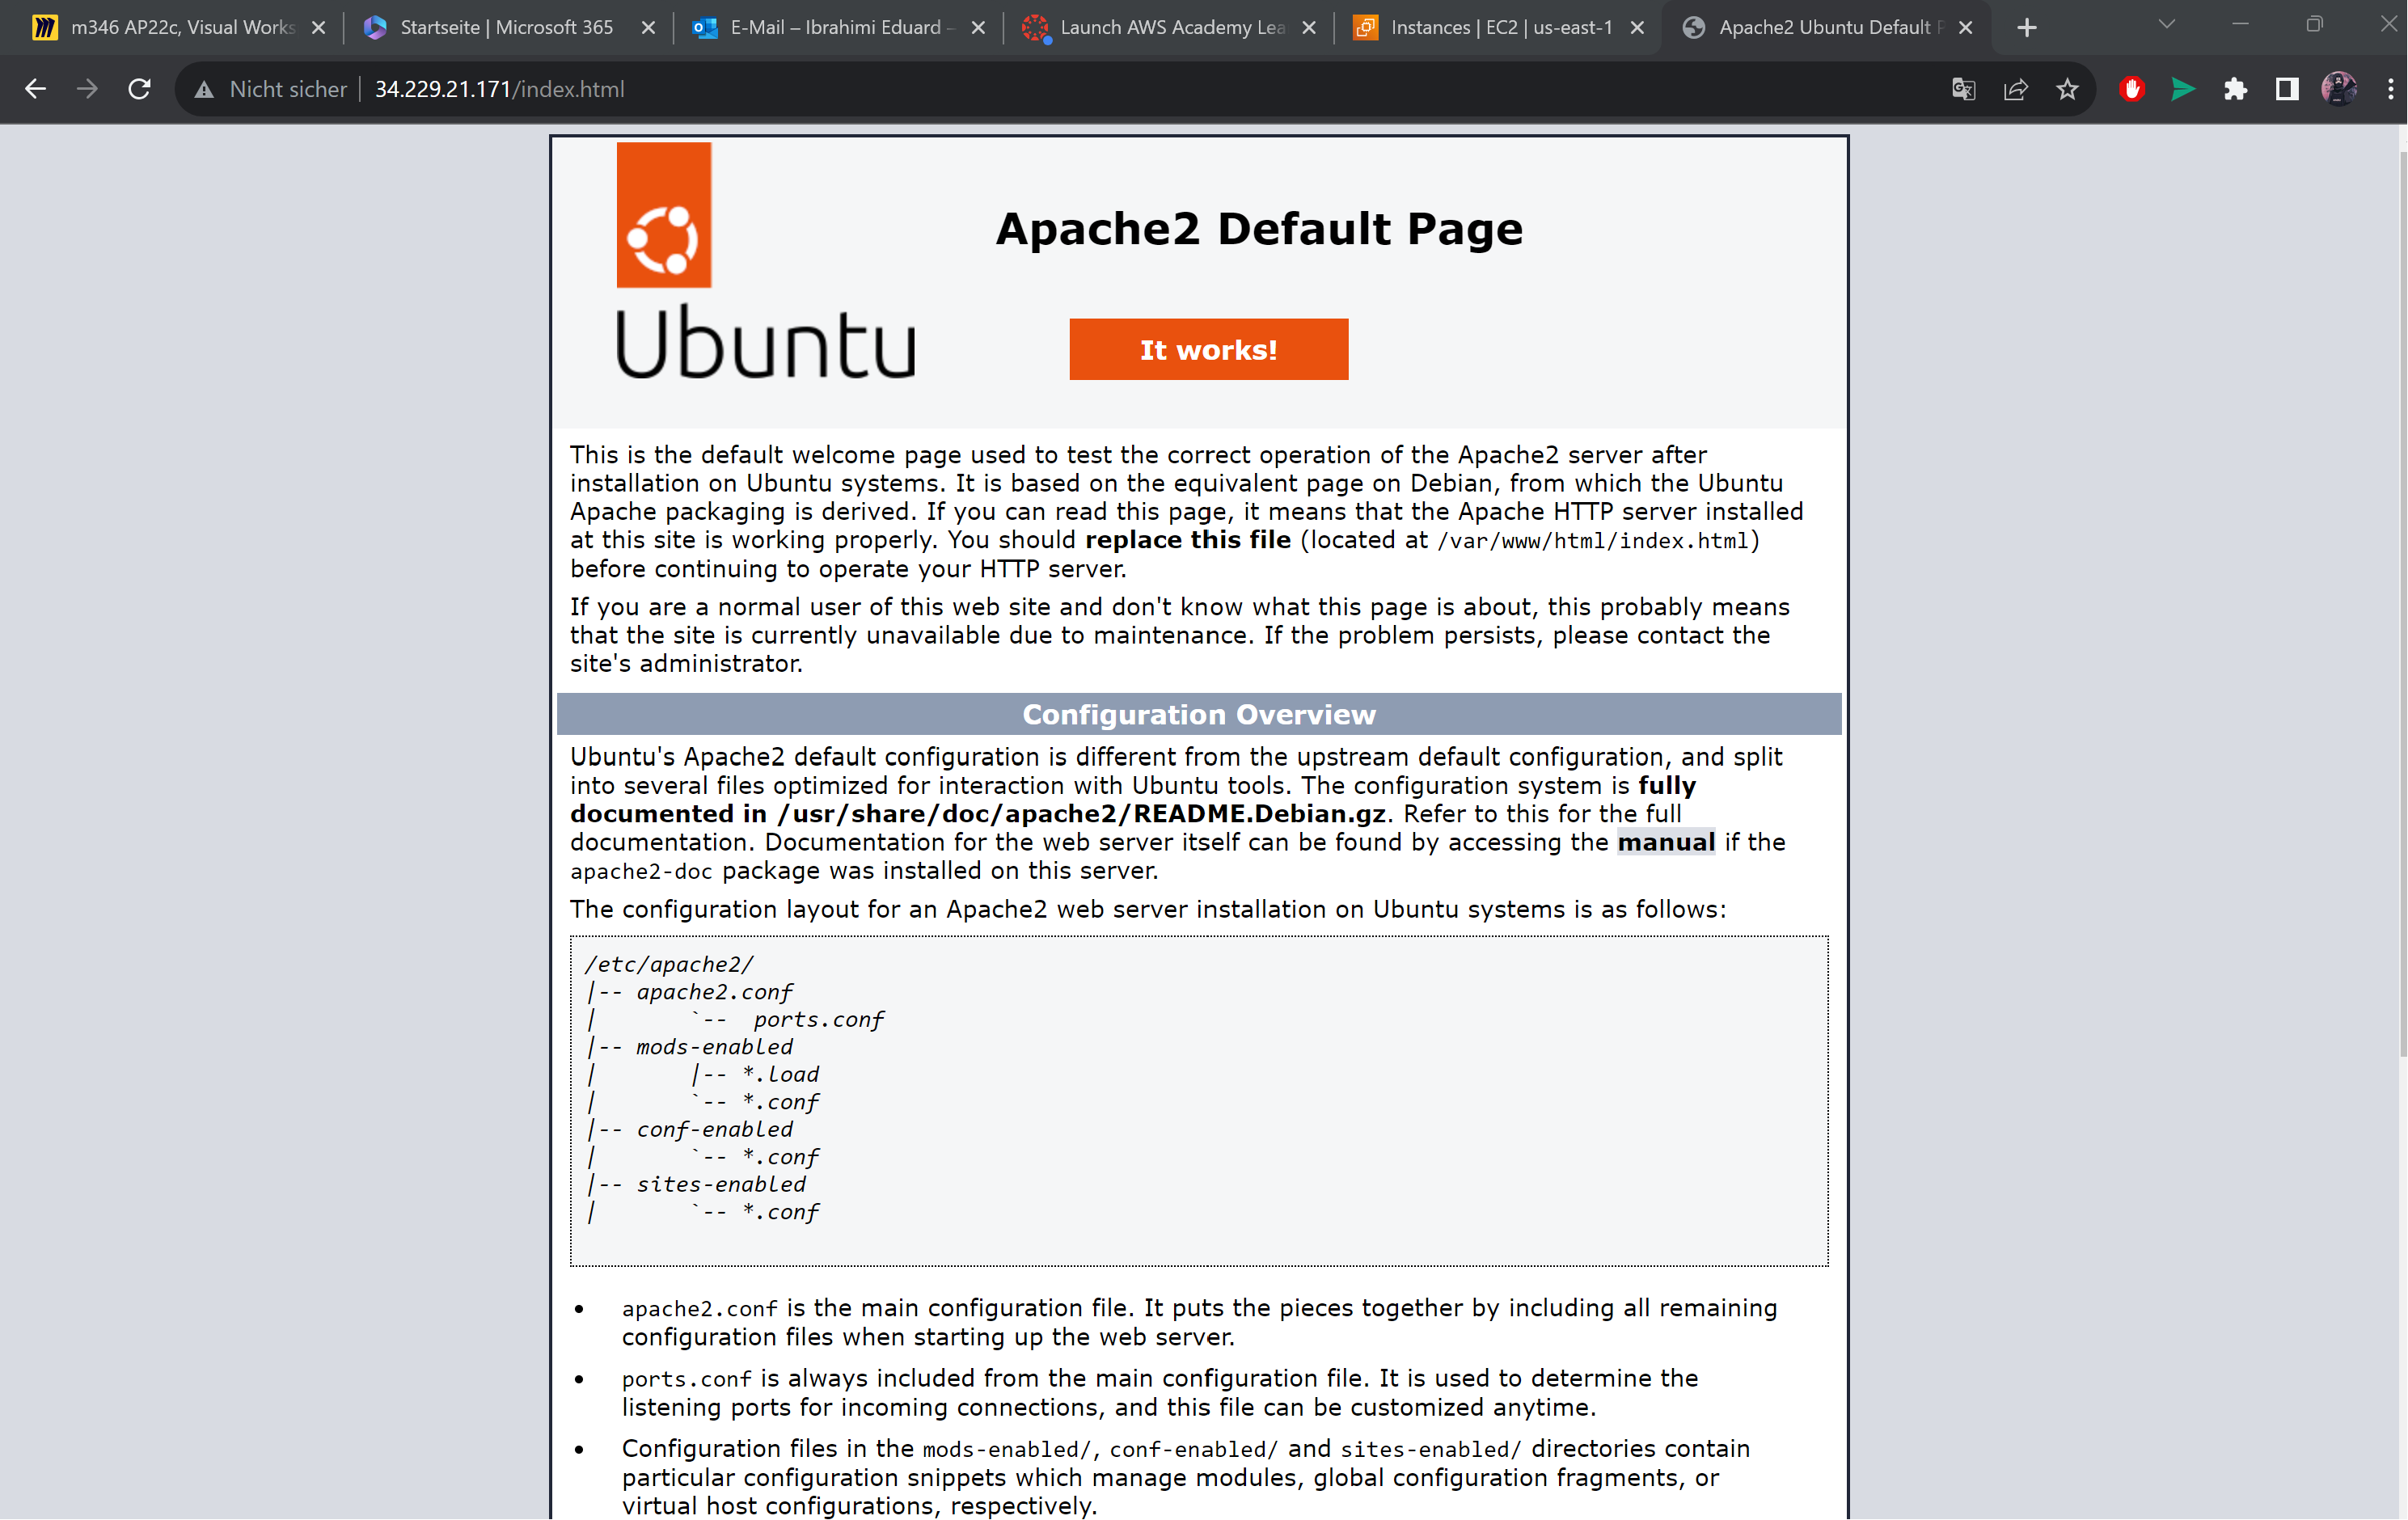 m346 AP22c, Visual Works
Startseite | Microsoft 365
E-Mail – Ibrahimi Eduard –
Launch AWS Academy Lea
Instances | EC2 | us-east-1
Apache2 Ubuntu Default P
Nicht sicher
34.229.21.171/index.html
Apache2 Default Page
Ubuntu
It works!
This is the default welcome page used to test the correct operation of the Apache2 server after
installation on Ubuntu systems. It is based on the equivalent page on Debian, from which the Ubuntu
Apache packaging is derived. If you can read this page, it means that the Apache HTTP server installed
at this site is working properly. You should replace this file (located at /var/www/html/index.html)
before continuing to operate your HTTP server.
If you are a normal user of this web site and don't know what this page is about, this probably means
that the site is currently unavailable due to maintenance. If the problem persists, please contact the
site's administrator.
Configuration Overview
Ubuntu's Apache2 default configuration is different from the upstream default configuration, and split
into several files optimized for interaction with Ubuntu tools. The configuration system is fully
documented in /usr/share/doc/apache2/README.Debian.gz. Refer to this for the full
documentation. Documentation for the web server itself can be found by accessing the manual if the
apache2-doc package was installed on this server.
The configuration layout for an Apache2 web server installation on Ubuntu systems is as follows:
/etc/apache2/
|-- apache2.conf
|       `--  ports.conf
|-- mods-enabled
|       |-- *.load
|       `-- *.conf
|-- conf-enabled
|       `-- *.conf
|-- sites-enabled
|       `-- *.conf
• apache2.conf is the main configuration file. It puts the pieces together by including all remaining
configuration files when starting up the web server.
• ports.conf is always included from the main configuration file. It is used to determine the
listening ports for incoming connections, and this file can be customized anytime.
• Configuration files in the mods-enabled/, conf-enabled/ and sites-enabled/ directories contain
particular configuration snippets which manage modules, global configuration fragments, or
virtual host configurations, respectively.